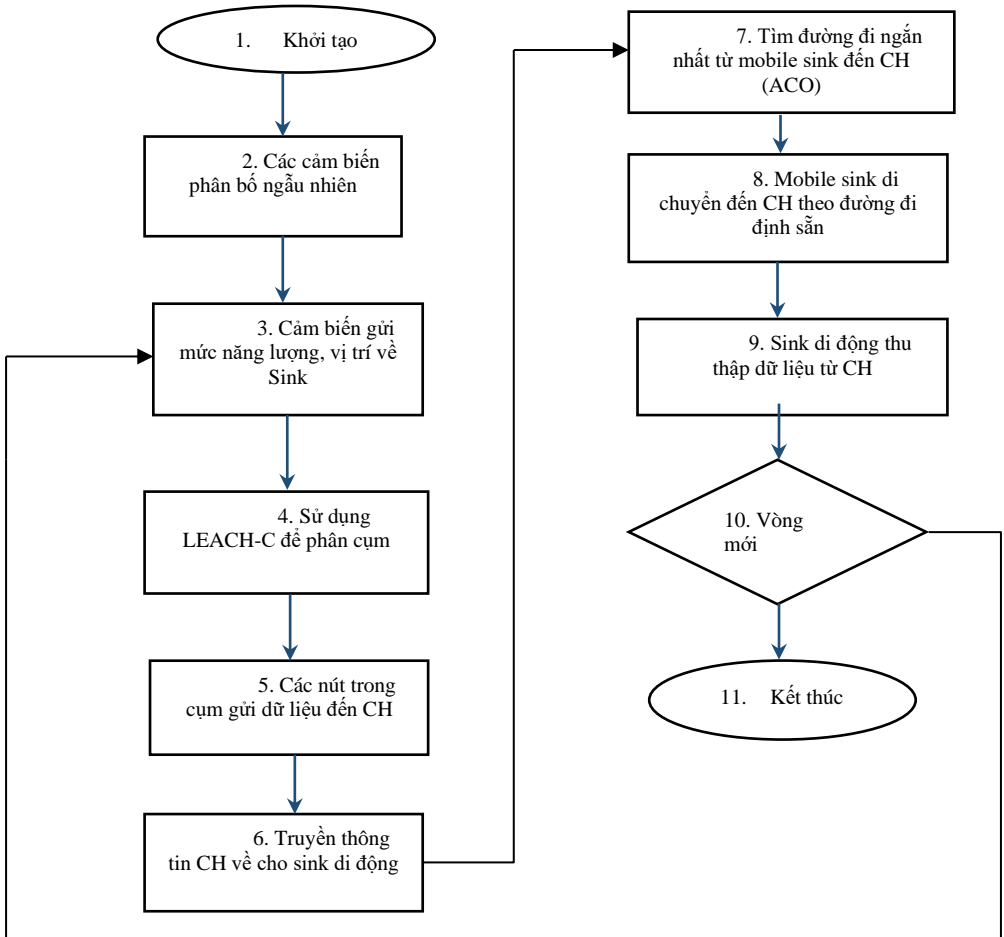 1. Khởi tạo
2. Các cảm biến
phân bố ngẫu nhiên
3. Cảm biến gửi
mức năng lượng, vị trí về
Sink
4. Sử dụng
LEACH-C để phân cụm
5. Các nút trong
cụm gửi dữ liệu đến CH
6. Truyền thông
tin CH về cho sink di động
7. Tìm đường đi ngắn
nhất từ mobile sink đến CH
(ACO)
8. Mobile sink di
chuyển đến CH theo đường đi
định sẵn
9. Sink di động thu
thập dữ liệu từ CH
10. Vòng
mới
11. Kết thúc